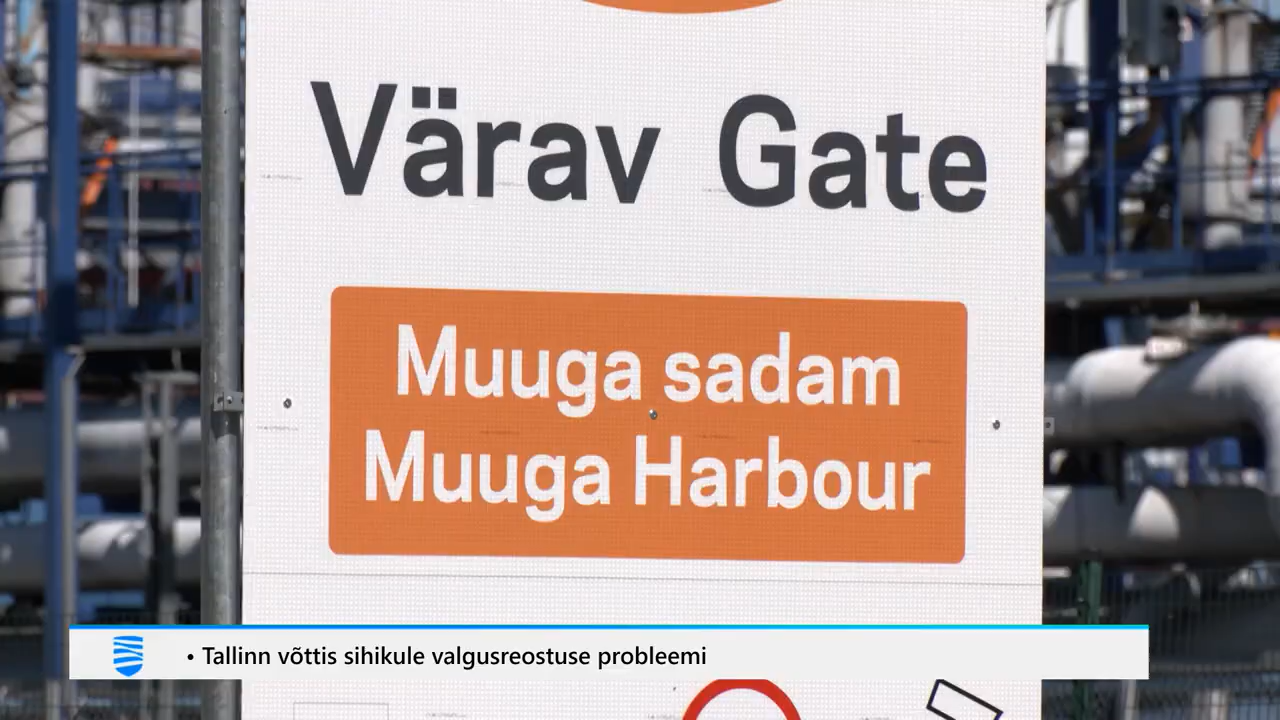 Värav Gate
Muuga sadam
Muuga Harbour
• Tallinn võttis sihikule valgusreostuse probleemi